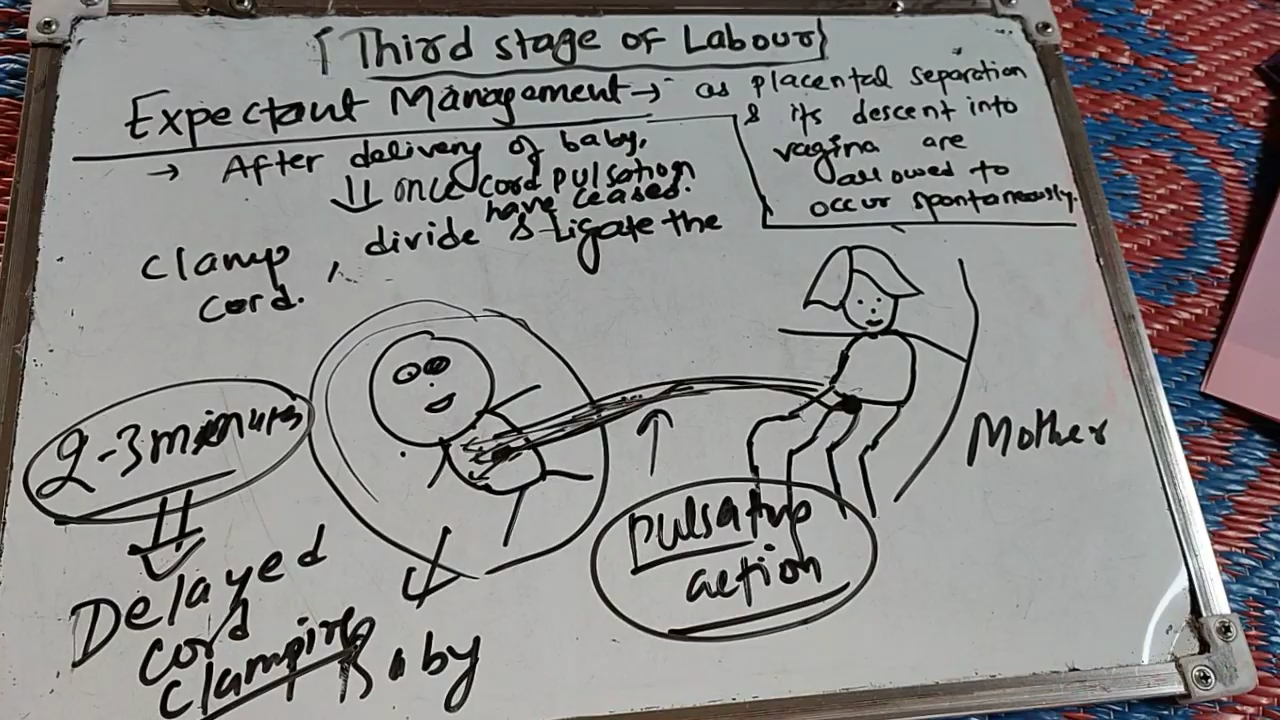 [Third stage of Labour}
Expectant Management → as placental separation
& its descent into
vagina are
allowed to
occur spontaneously.
→ After delivery of baby,
⇓ once cord pulsation
have ceased.
clamp, divide & Ligate the
cord.
2-3 minutes
Delayed
cord
clamping
Baby
Pulsating
action
Mother